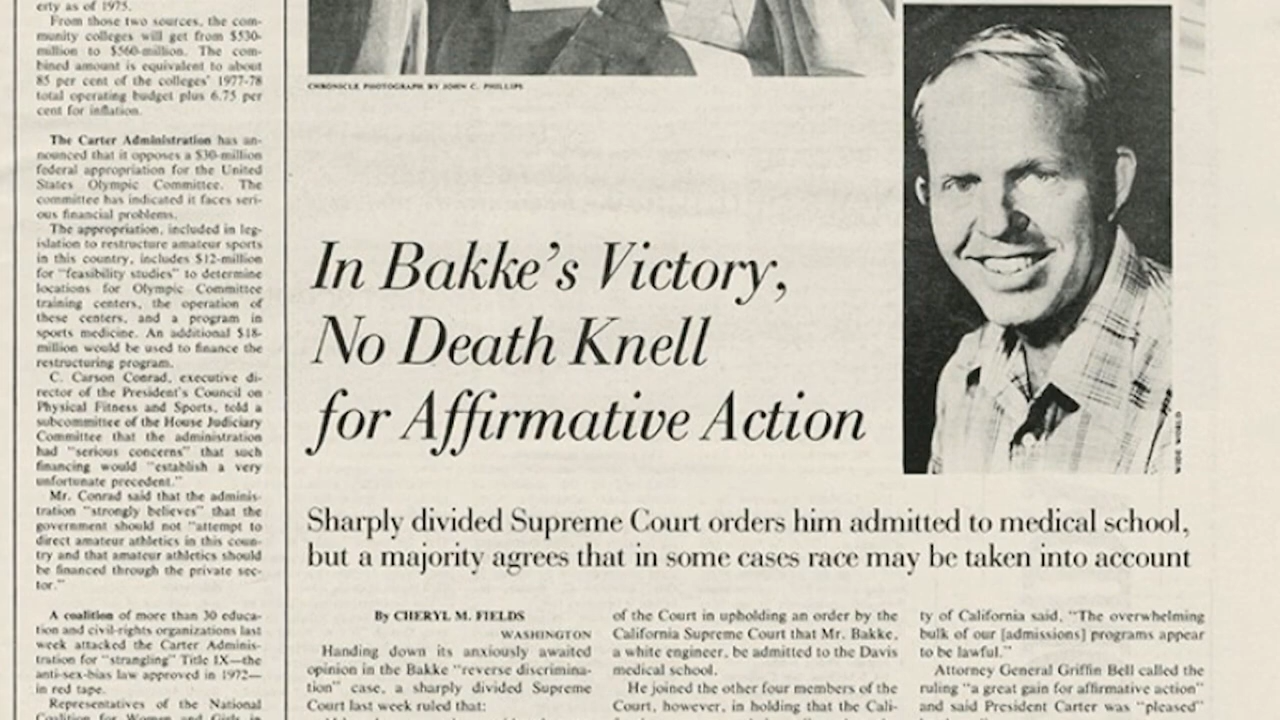 erty as of 1975.
From those two sources, the com-
munity colleges will get from $530-
million to $560-million. The com-
bined amount is equivalent to about
85 per cent of the colleges' 1977-78
total operating budget plus 6.75 per
cent for inflation.
The Carter Administration has an-
nounced that it opposes a $30-million
federal appropriation for the United
States Olympic Committee. The
committee has indicated it faces seri-
ous financial problems.
The appropriation, included in leg-
islation to restructure amateur sports
in this country, includes $12-million
for "feasibility studies" to determine
locations for Olympic Committee
training centers, the operation of
these centers, and a program in
sports medicine. An additional $18-
million would be used to finance the
restructuring program.
C. Carson Conrad, executive di-
rector of the President's Council on
Physical Fitness and Sports, told a
subcommittee of the House Judiciary
Committee that the administration
had "serious concerns" that such
financing would "establish a very
unfortunate precedent."
Mr. Conrad said that the adminis-
tration "strongly believes" that the
government should not "attempt to
direct amateur athletics in this coun-
try and that amateur athletics should
be financed through the private sec-
tor."
A coalition of more than 30 educa-
tion and civil-rights organizations last
week attacked the Carter Adminis-
tration for "strangling" Title IX—the
anti-sex-bias law approved in 1972—
in red tape.
Representatives of the National
Coalition for Women and Girls in
CHRONICLE PHOTOGRAPH BY JOHN C. PHILLIPS
WIDE WORLD
In Bakke's Victory,
No Death Knell
for Affirmative Action
Sharply divided Supreme Court orders him admitted to medical school,
but a majority agrees that in some cases race may be taken into account
By CHERYL M. FIELDS
WASHINGTON
Handing down its anxiously awaited
opinion in the Bakke "reverse discrimina-
tion" case, a sharply divided Supreme
Court last week ruled that:
of the Court in upholding an order by the
California Supreme Court that Mr. Bakke,
a white engineer, be admitted to the Davis
medical school.
He joined the other four members of the
Court, however, in holding that the Cali-
ty of California said, "The overwhelming
bulk of our [admissions] programs appear
to be lawful."
Attorney General Griffin Bell called the
ruling "a great gain for affirmative action"
and said President Carter was "pleased"